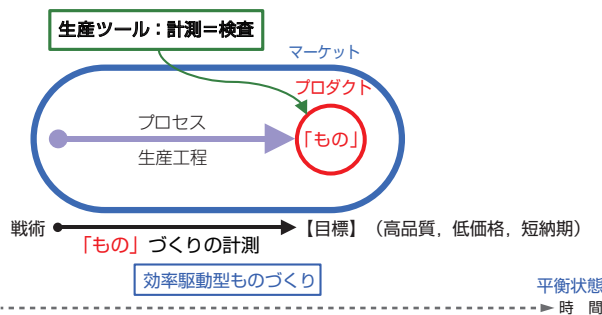 生産ツール：計測＝検査
マーケット
プロダクト
プロセス
「もの」
生産工程
戦術
【目標】（高品質，低価格，短納期）
「もの」づくりの計測
効率駆動型ものづくり
平衡状態
時　間